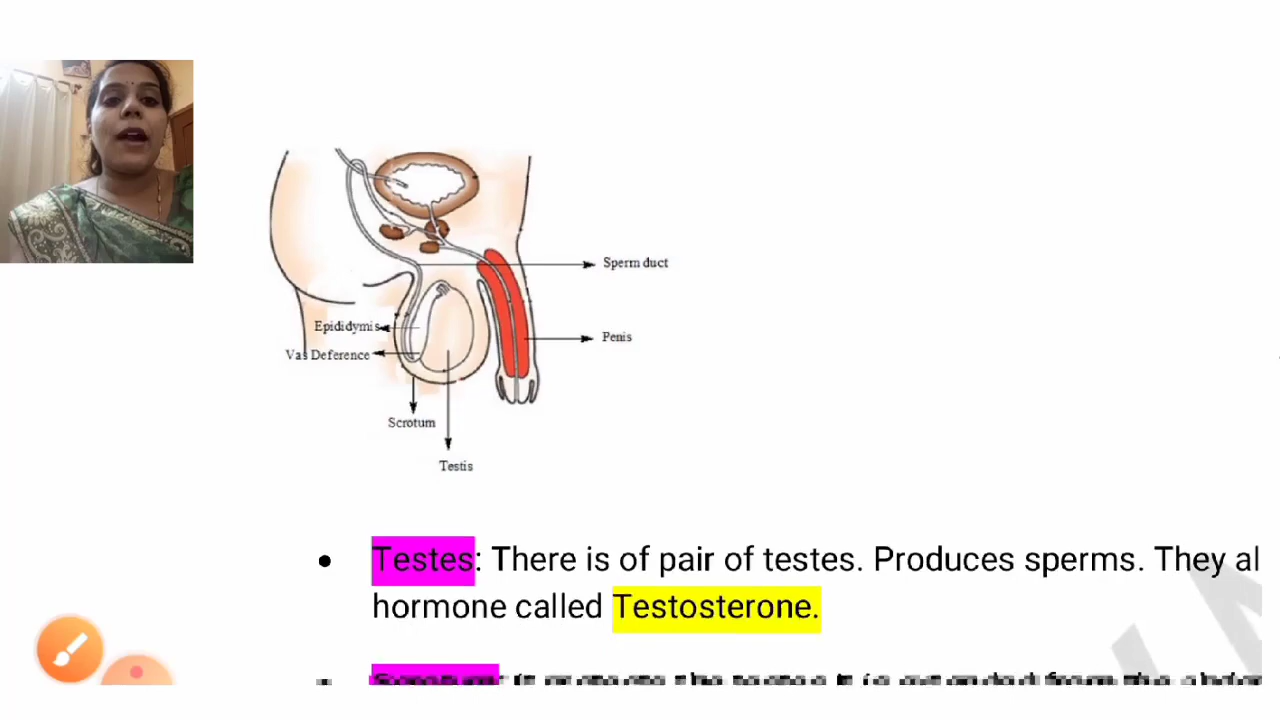 Sperm duct
Epididymis
Penis
Vas Deference
Scrotum
Testis
Testes: There is of pair of testes. Produces sperms. They al
hormone called Testosterone.